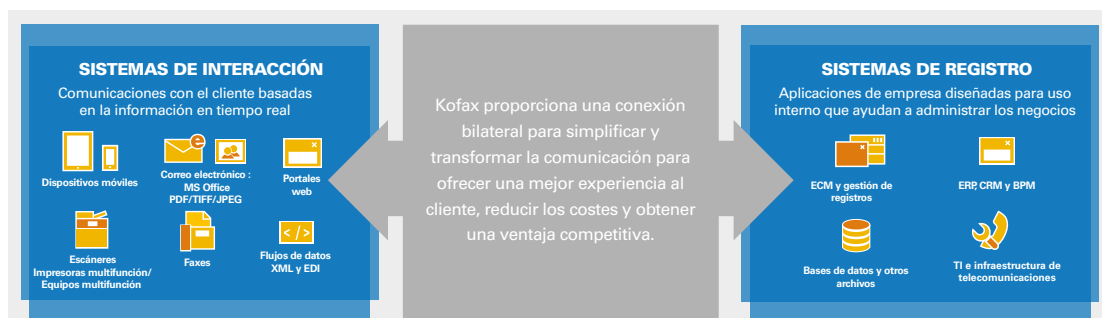 SISTEMAS DE INTERACCIÓN
Comunicaciones con el cliente basadas
en la información en tiempo real
Dispositivos móviles
Correo electrónico :
MS Office
PDF/TIFF/JPEG
Portales
web
Escáneres
Impresoras multifunción/
Equipos multifunción
Faxes
Flujos de datos
XML y EDI
Kofax proporciona una conexión
bilateral para simplificar y
transformar la comunicación para
ofrecer una mejor experiencia al
cliente, reducir los costes y obtener
una ventaja competitiva.
SISTEMAS DE REGISTRO
Aplicaciones de empresa diseñadas para uso
interno que ayudan a administrar los negocios
ECM y gestión de
registros
ERP, CRM y BPM
Bases de datos y otros
archivos
TI e infraestructura de
telecomunicaciones